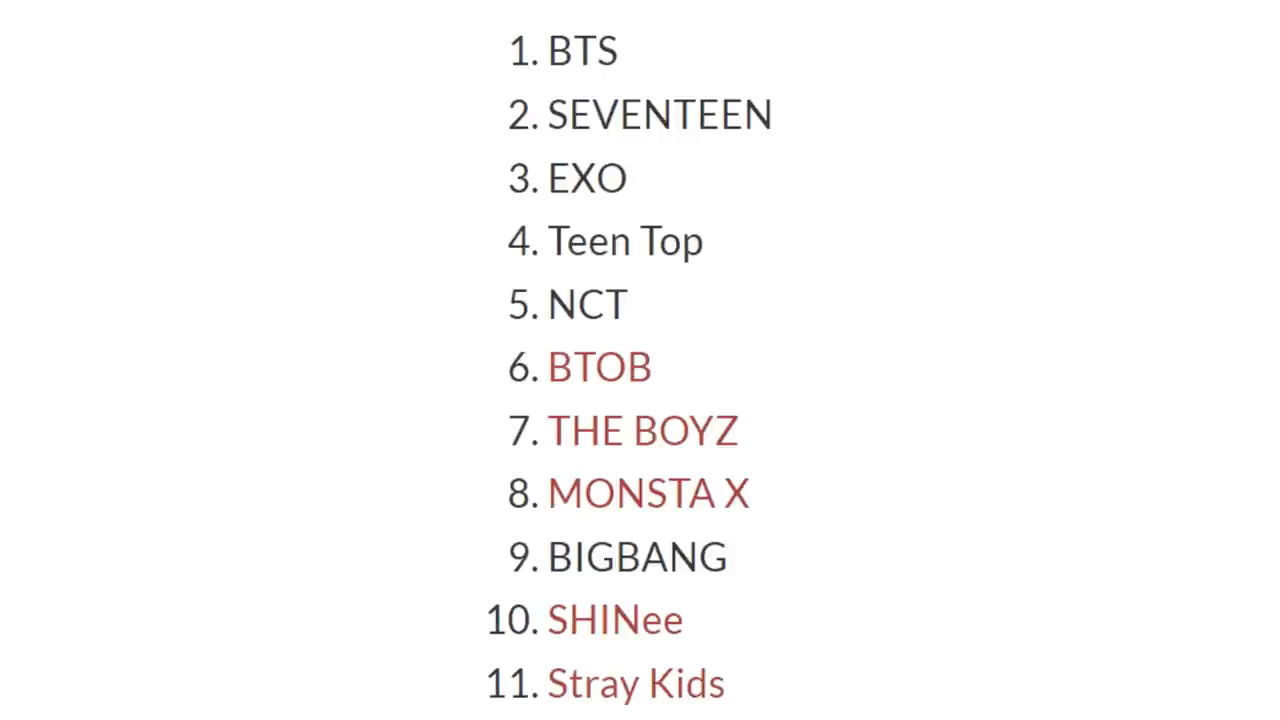 1. BTS
2. SEVENTEEN
3. EXO
4. Teen Top
5. NCT
6. BTOB
7. THE BOYZ
8. MONSTA X
9. BIGBANG
10. SHINee
11. Stray Kids